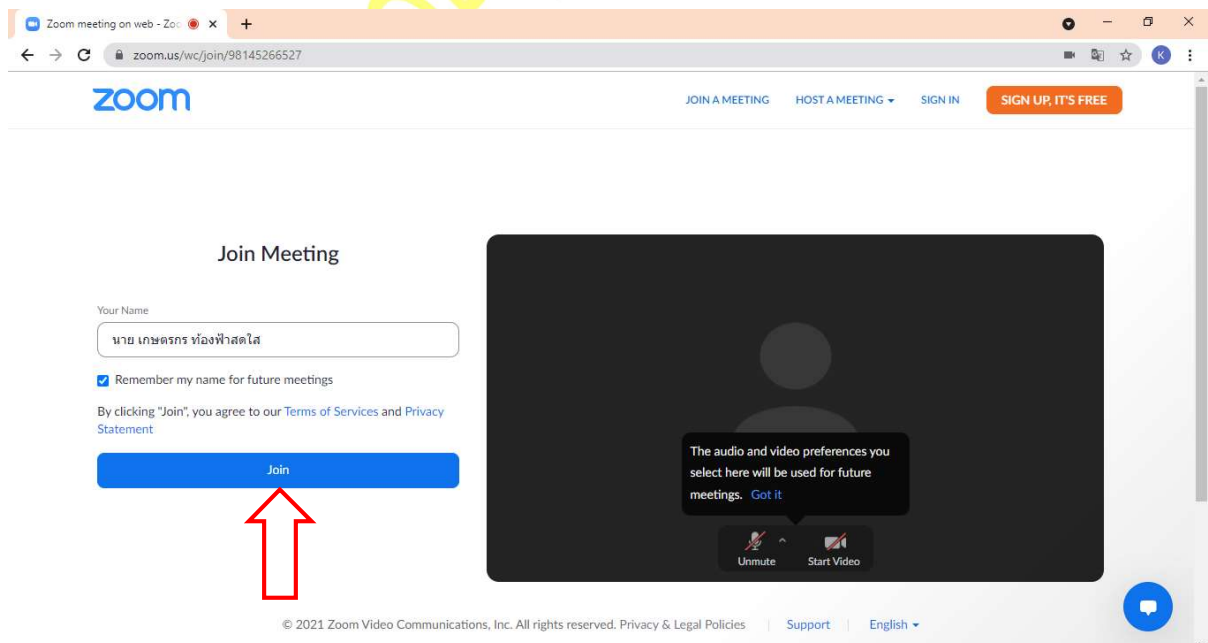 Zoom meeting on web - Zoo
zoom.us/wc/join/98145266527
K
zoom
JOIN A MEETING
HOST A MEETING
SIGN IN
SIGN UP, IT'S FREE
Join Meeting
Your Name
นาย เกษตรกร ท้องฟ้าสดใส
Remember my name for future meetings
By clicking "Join", you agree to our Terms of Services and Privacy
Statement
Join
The audio and video preferences you
select here will be used for future
meetings. Got it
Unmute
Start Video
© 2021 Zoom Video Communications, Inc. All rights reserved. Privacy & Legal Policies
Support
English